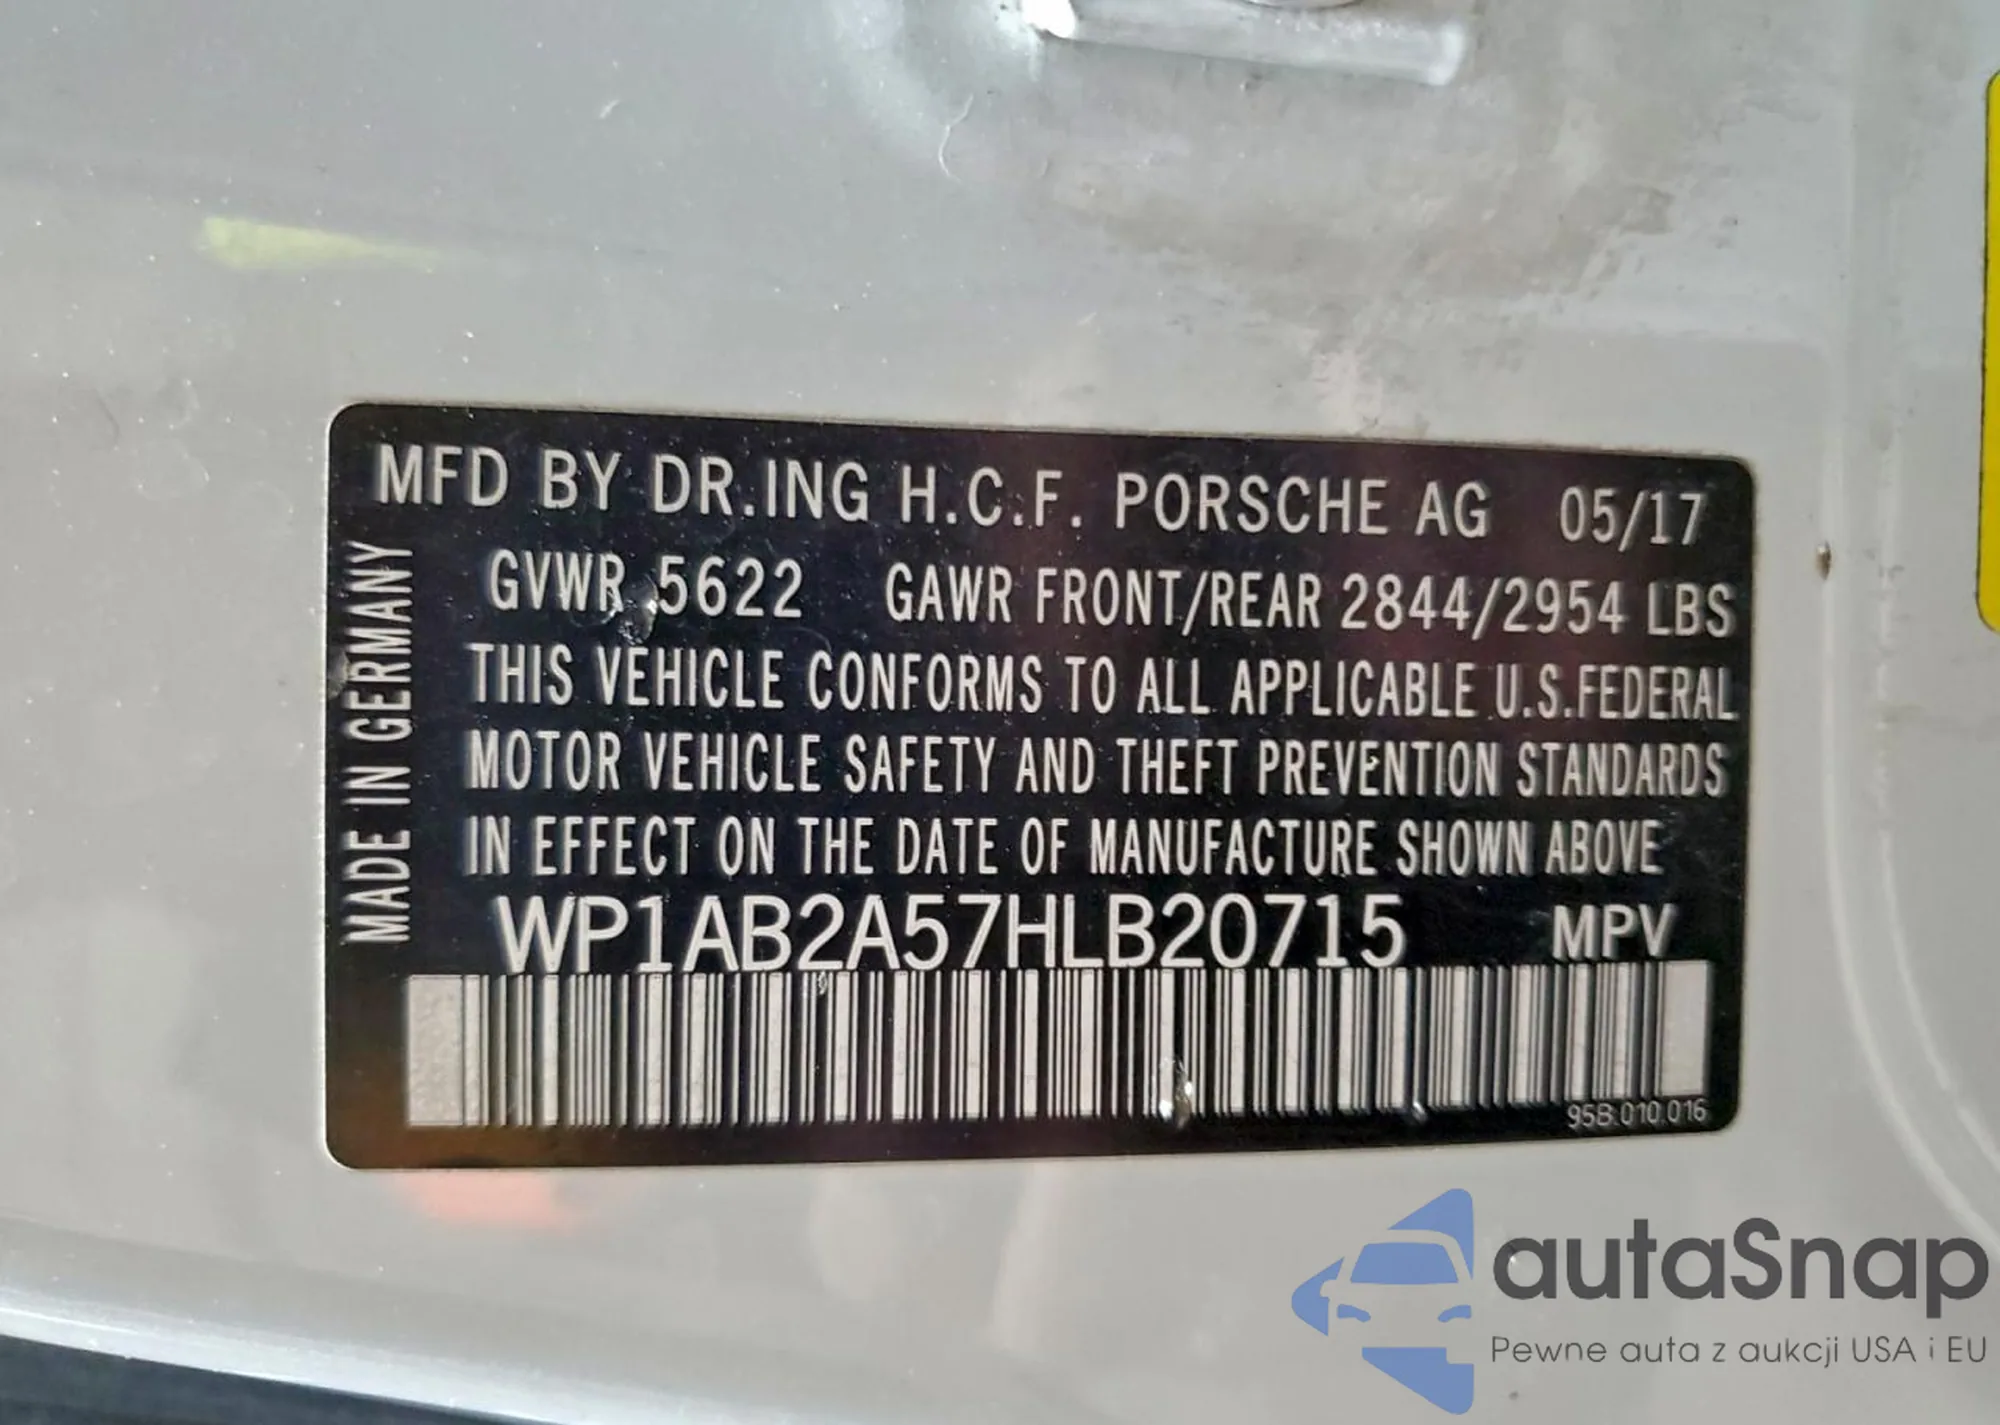 MFD BY DR.ING H.C.F. PORSCHE AG 05/17
GVWR 5622 GAWR FRONT/REAR 2844/2954 LBS
THIS VEHICLE CONFORMS TO ALL APPLICABLE U.S.FEDERAL
MOTOR VEHICLE SAFETY AND THEFT PREVENTION STANDARDS
IN EFFECT ON THE DATE OF MANUFACTURE SHOWN ABOVE
WP1AB2A57HLB20715 MPV
95B.010.016
MADE IN GERMANY
autaSnap
Pewne auta z aukcji USA i EU